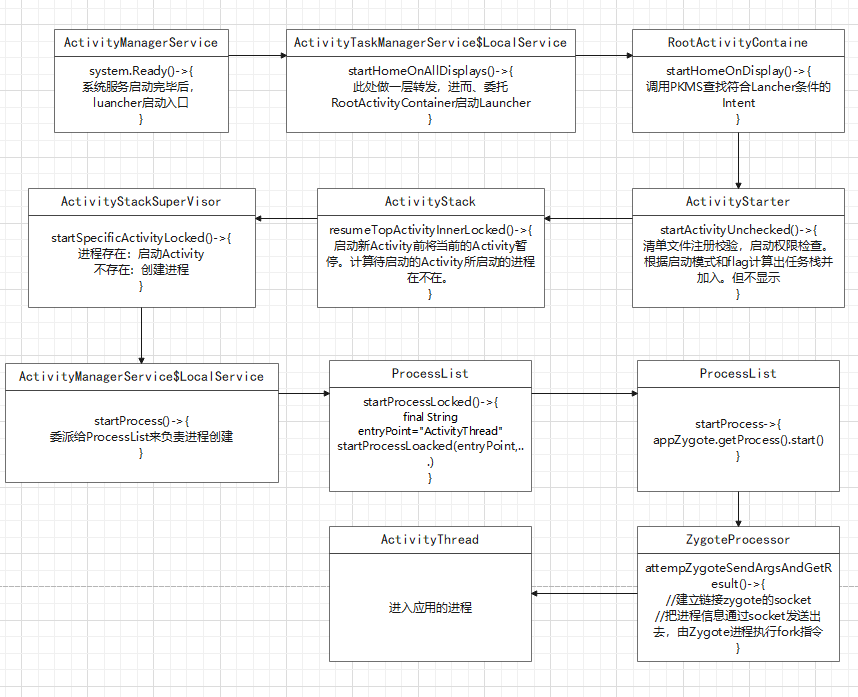 ActivityManagerService
system.Ready()->{
系统服务启动完毕后，
luancher启动入口
}
ActivityTaskManagerService$LocalService
startHomeOnAllDisplays()->{
此处做一层转发，进而、委托
RootActivityContainer启动Launcher
}
RootActivityContaine
startHomeOnDisplay()->{
调用PKMS查找符合Lancher条件的
Intent
}
ActivityStackSuperVisor
startSpecificActivityLocked()->{
进程存在：启动Activity
不存在：创建进程
}
ActivityStack
resumeTopActivityInnerLocked()->{
启动新Activity前将当前的Activity暂
停。计算待启动的Activity所启动的进程
在不在。
}
ActivityStarter
startActivityUnchecked()->{
清单文件注册校验，启动权限检查。
根据启动模式和flag计算出任务栈并
加入。但不显示
}
ActivityManagerService$LocalService
startProcess()->{
委派给ProcessList来负责进程创建
}
ProcessList
startProcessLocked()->{
final String
entryPoint="ActivityThread"
startProcessLoacked(entryPoint,..
.)
}
ProcessList
startProcess->{
appZygote.getProcess().start()
}
ActivityThread
进入应用的进程
ZygoteProcessor
attempZygoteSendArgsAndGetR
esult()->{
//建立链接zygote的socket
//把进程信息通过socket发送出
去，由Zygote进程执行fork指令
}